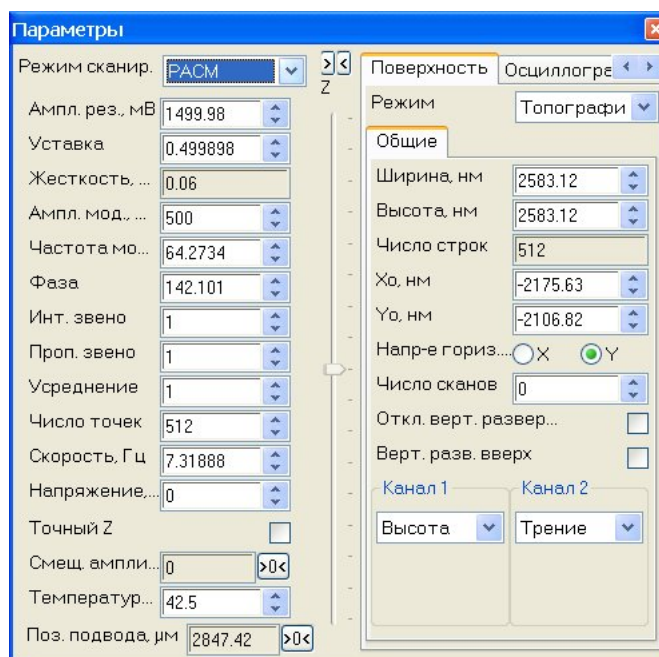 Параметры
Режим сканир. РАСМ
Ампл. рез., мВ 1499.98
Уставка 0.499898
Жесткость, ... 0.06
Ампл. мод., ... 500
Частота мо... 64.2734
Фаза 142.101
Инт. звено 1
Проп. звено 1
Усреднение 1
Число точек 512
Скорость, Гц 7.31888
Напряжение,... 0
Точный Z
Смещ. ампли... 0 >0<
Температур... 42.5
Поз. подвода, µм 2847.42 >0<
> <
Z
Поверхность Осциллогра
Режим Топографи
Общие
Ширина, нм 2583.12
Высота, нм 2583.12
Число строк 512
Xo, нм -2175.63
Yo, нм -2106.82
Напр-е гориз... X Y
Число сканов 0
Откл. верт. развер...
Верт. разв. вверх
Канал 1 Канал 2
Высота Трение